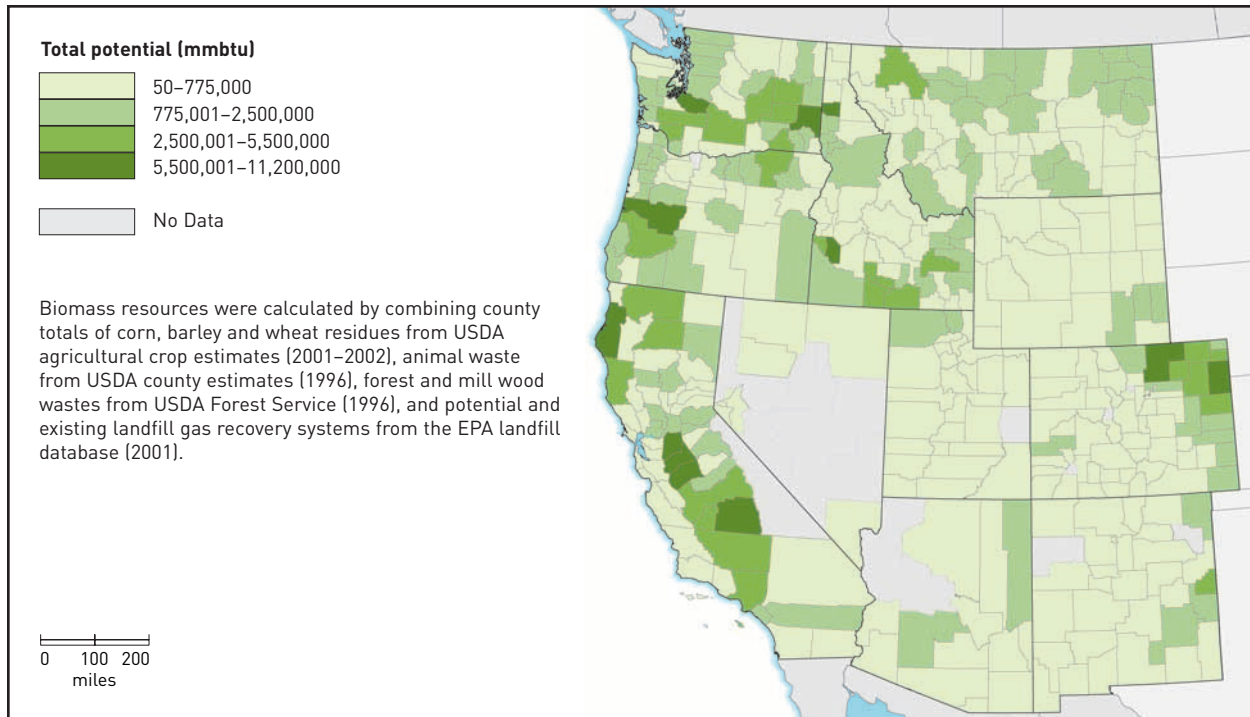 Total potential (mmbtu)
50–775,000
775,001–2,500,000
2,500,001–5,500,000
5,500,001–11,200,000
No Data
Biomass resources were calculated by combining county
totals of corn, barley and wheat residues from USDA
agricultural crop estimates (2001–2002), animal waste
from USDA county estimates (1996), forest and mill wood
wastes from USDA Forest Service (1996), and potential and
existing landfill gas recovery systems from the EPA landfill
database (2001).
0 100 200
miles